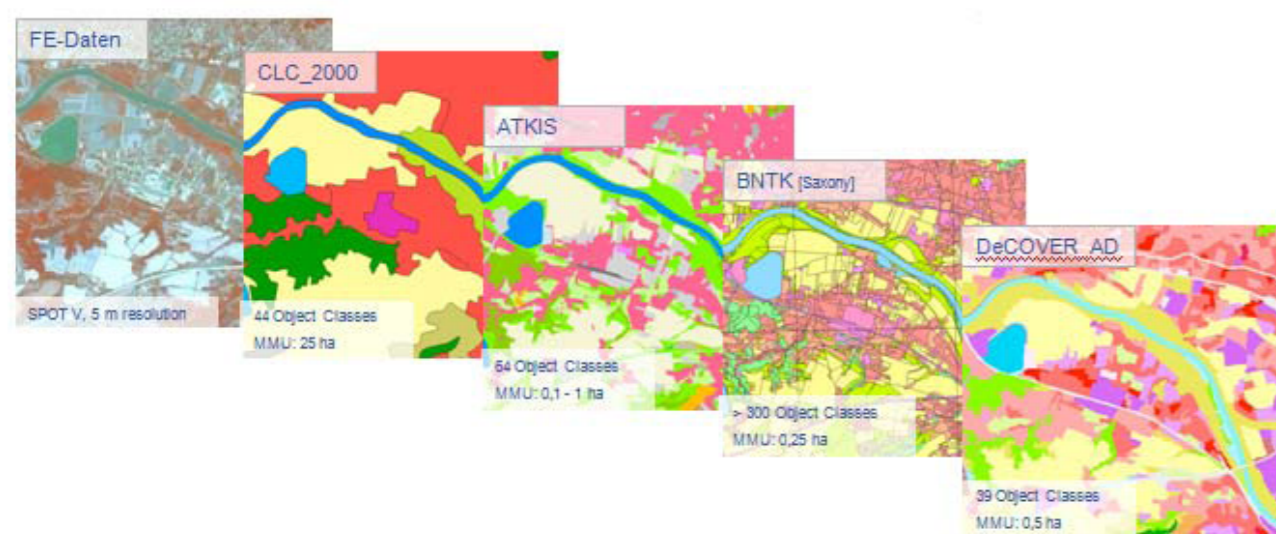 FE-Daten
SPOT V, 5 m resolution
CLC_2000
44 Object Classes
MMU: 25 ha
ATKIS
64 Object Classes
MMU: 0,1 - 1 ha
BNTK [Saxony]
> 300 Object Classes
MMU: 0,25 ha
DeCOVER_AD
39 Object Classes
MMU: 0,5 ha